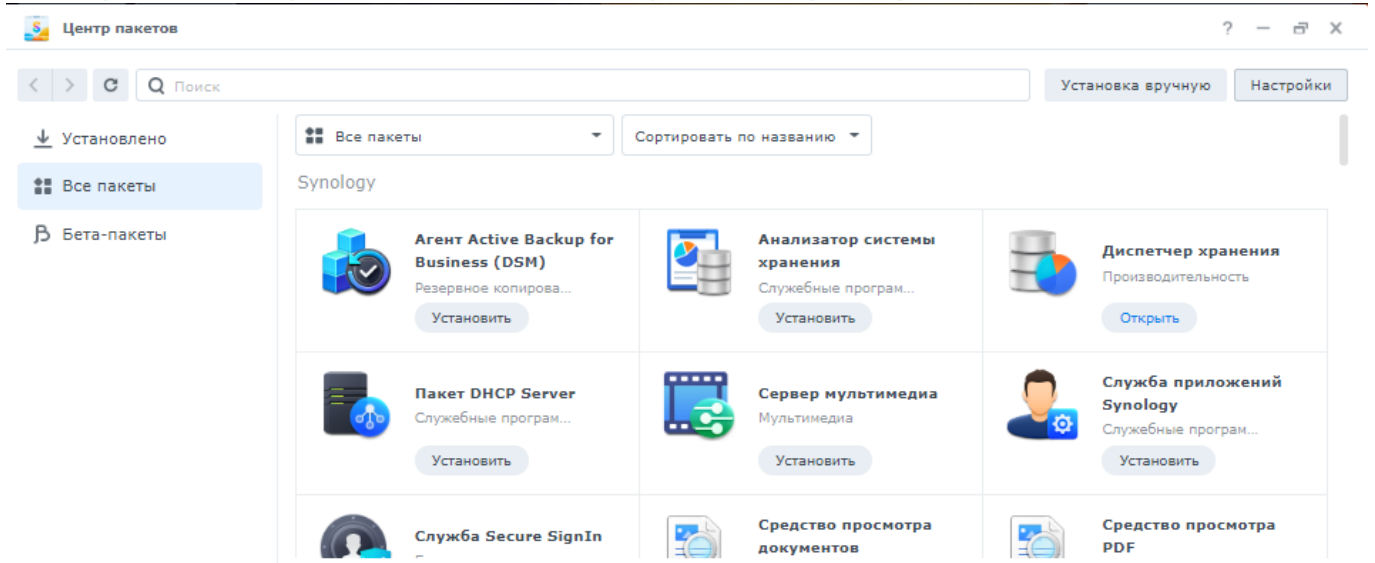 Центр пакетов
Поиск
Установка вручную
Настройки
Установлено
Все пакеты
Бета-пакеты
Все пакеты
Сортировать по названию
Synology
Агент Active Backup for
Business (DSM)
Резервное копирова...
Установить
Анализатор системы
хранения
Служебные програм...
Установить
Диспетчер хранения
Производительность
Открыть
Пакет DHCP Server
Служебные програм...
Установить
Сервер мультимедиа
Мультимедиа
Установить
Служба приложений
Synology
Служебные програм...
Установить
Служба Secure SignIn
Средство просмотра
документов
Средство просмотра
PDF